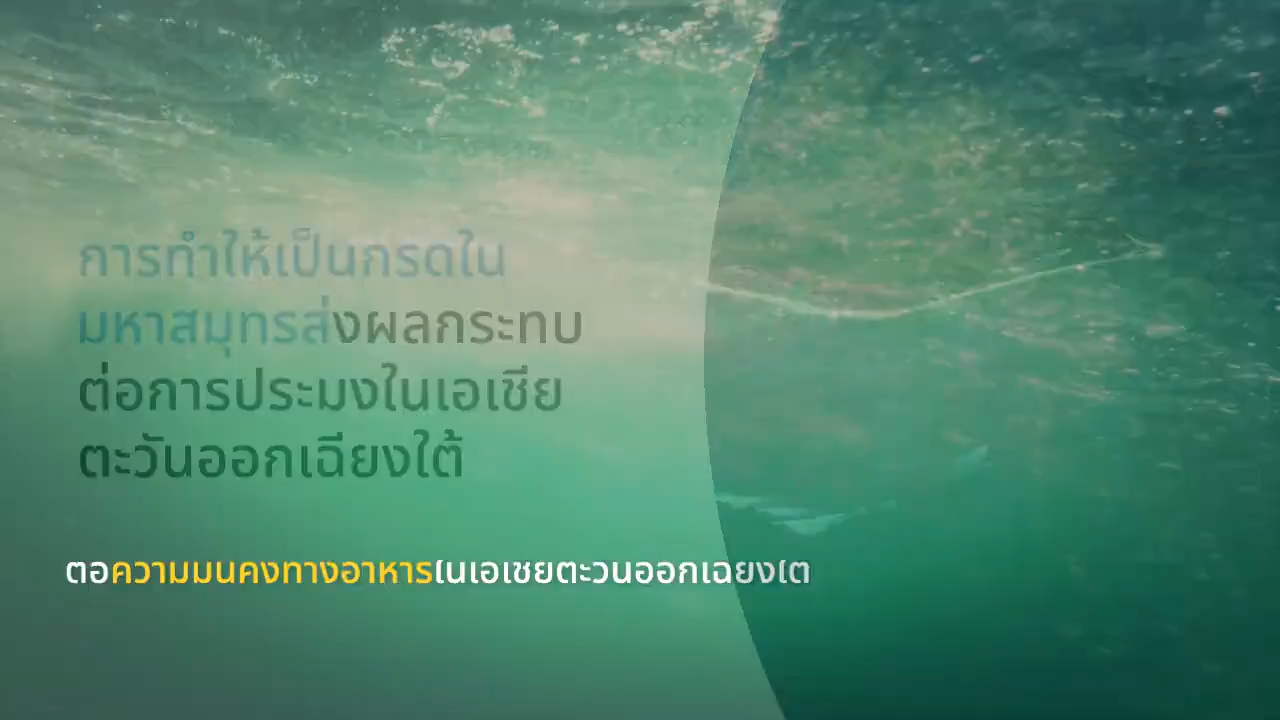 การทำให้เป็นกรดใน
มหาสมุทรส่งผลกระทบ
ต่อการประมงในเอเชีย
ตะวันออกเฉียงใต้
ต่อความมั่นคงทางอาหารในเอเชียตะวันออกเฉียงใต้